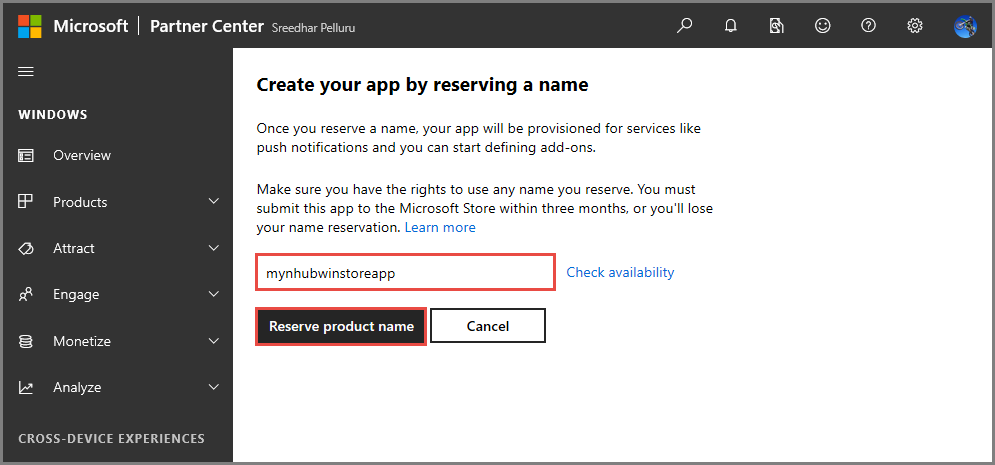 Microsoft | Partner Center Sreedhar Pelluru
WINDOWS
Overview
Products
Attract
Engage
Monetize
Analyze
CROSS-DEVICE EXPERIENCES
Create your app by reserving a name
Once you reserve a name, your app will be provisioned for services like
push notifications and you can start defining add-ons.
Make sure you have the rights to use any name you reserve. You must
submit this app to the Microsoft Store within three months, or you'll lose
your name reservation. Learn more
mynhubwinstoreapp Check availability
Reserve product name Cancel